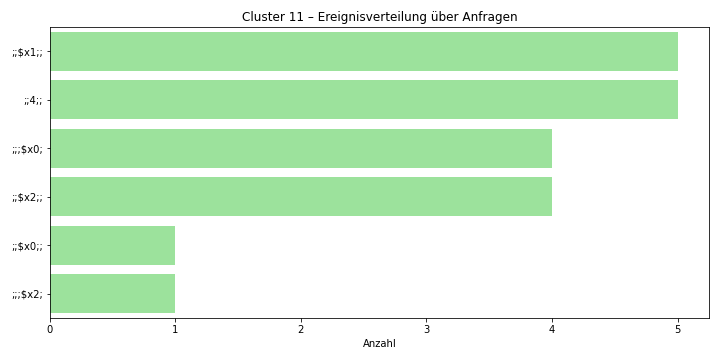 Cluster 11 – Ereignisverteilung über Anfragen
;;$x1;;
;;4;;
;;;$x0;
;;$x2;;
;;$x0;;
;;;$x2;
0 1 2 3 4 5
Anzahl